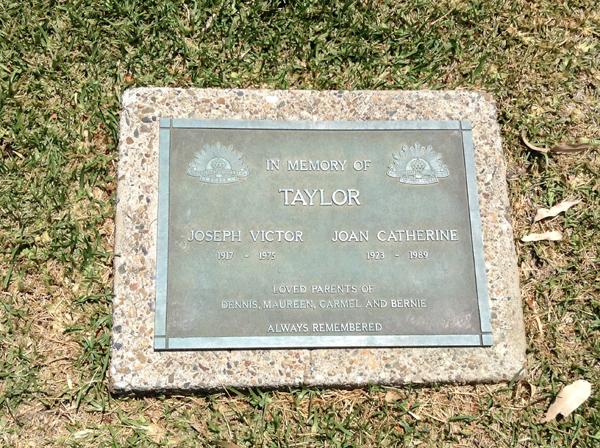 IN MEMORY OF
TAYLOR
JOSEPH VICTOR JOAN CATHERINE
1917 - 1975 1923 - 1989
LOVED PARENTS OF
DENNIS, MAUREEN, CARMEL AND BERNIE
ALWAYS REMEMBERED